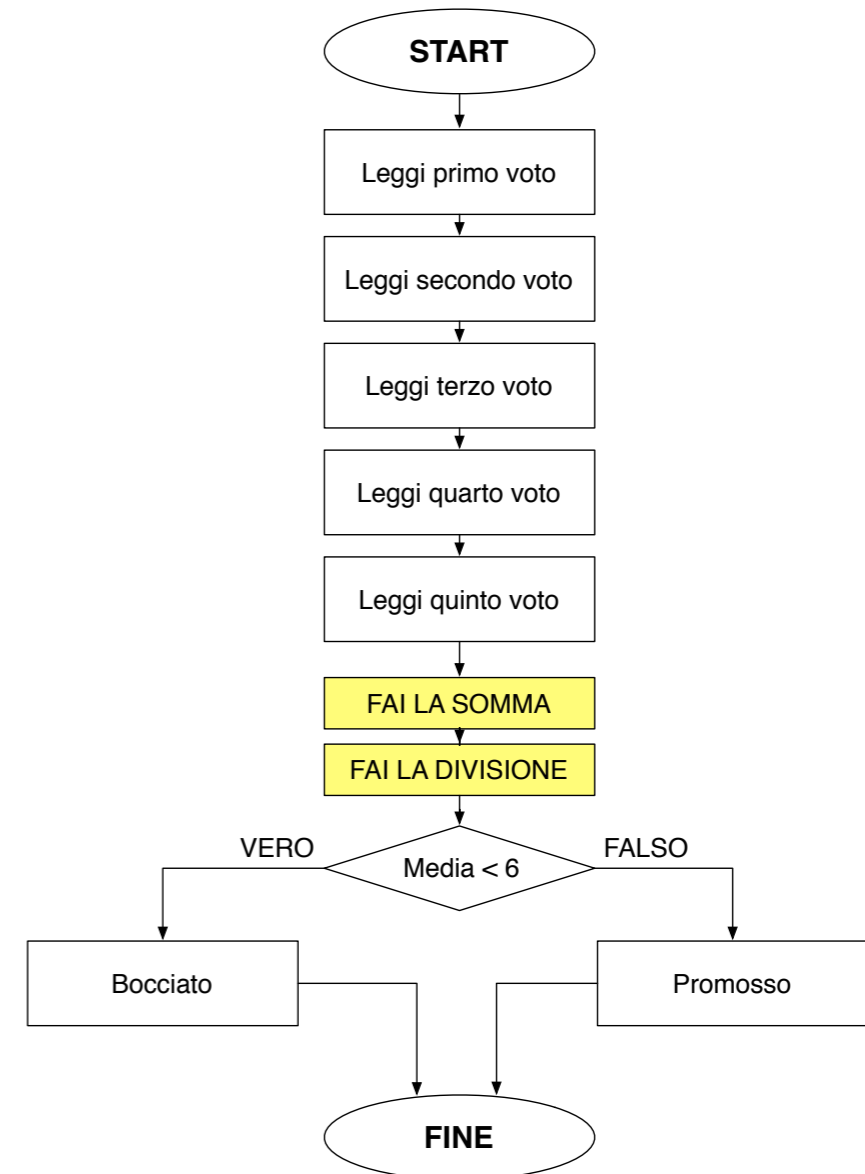 START
Leggi primo voto
Leggi secondo voto
Leggi terzo voto
Leggi quarto voto
Leggi quinto voto
FAI LA SOMMA
FAI LA DIVISIONE
VERO
Media < 6
FALSO
Bocciato
Promosso
FINE